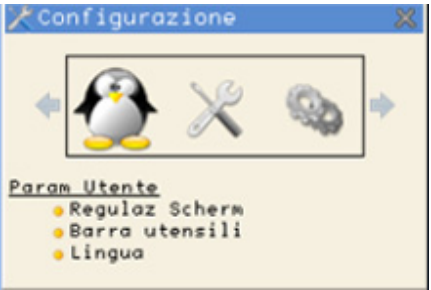 Configurazione
Param Utente
Regulaz Scherm
Barra utensili
Lingua